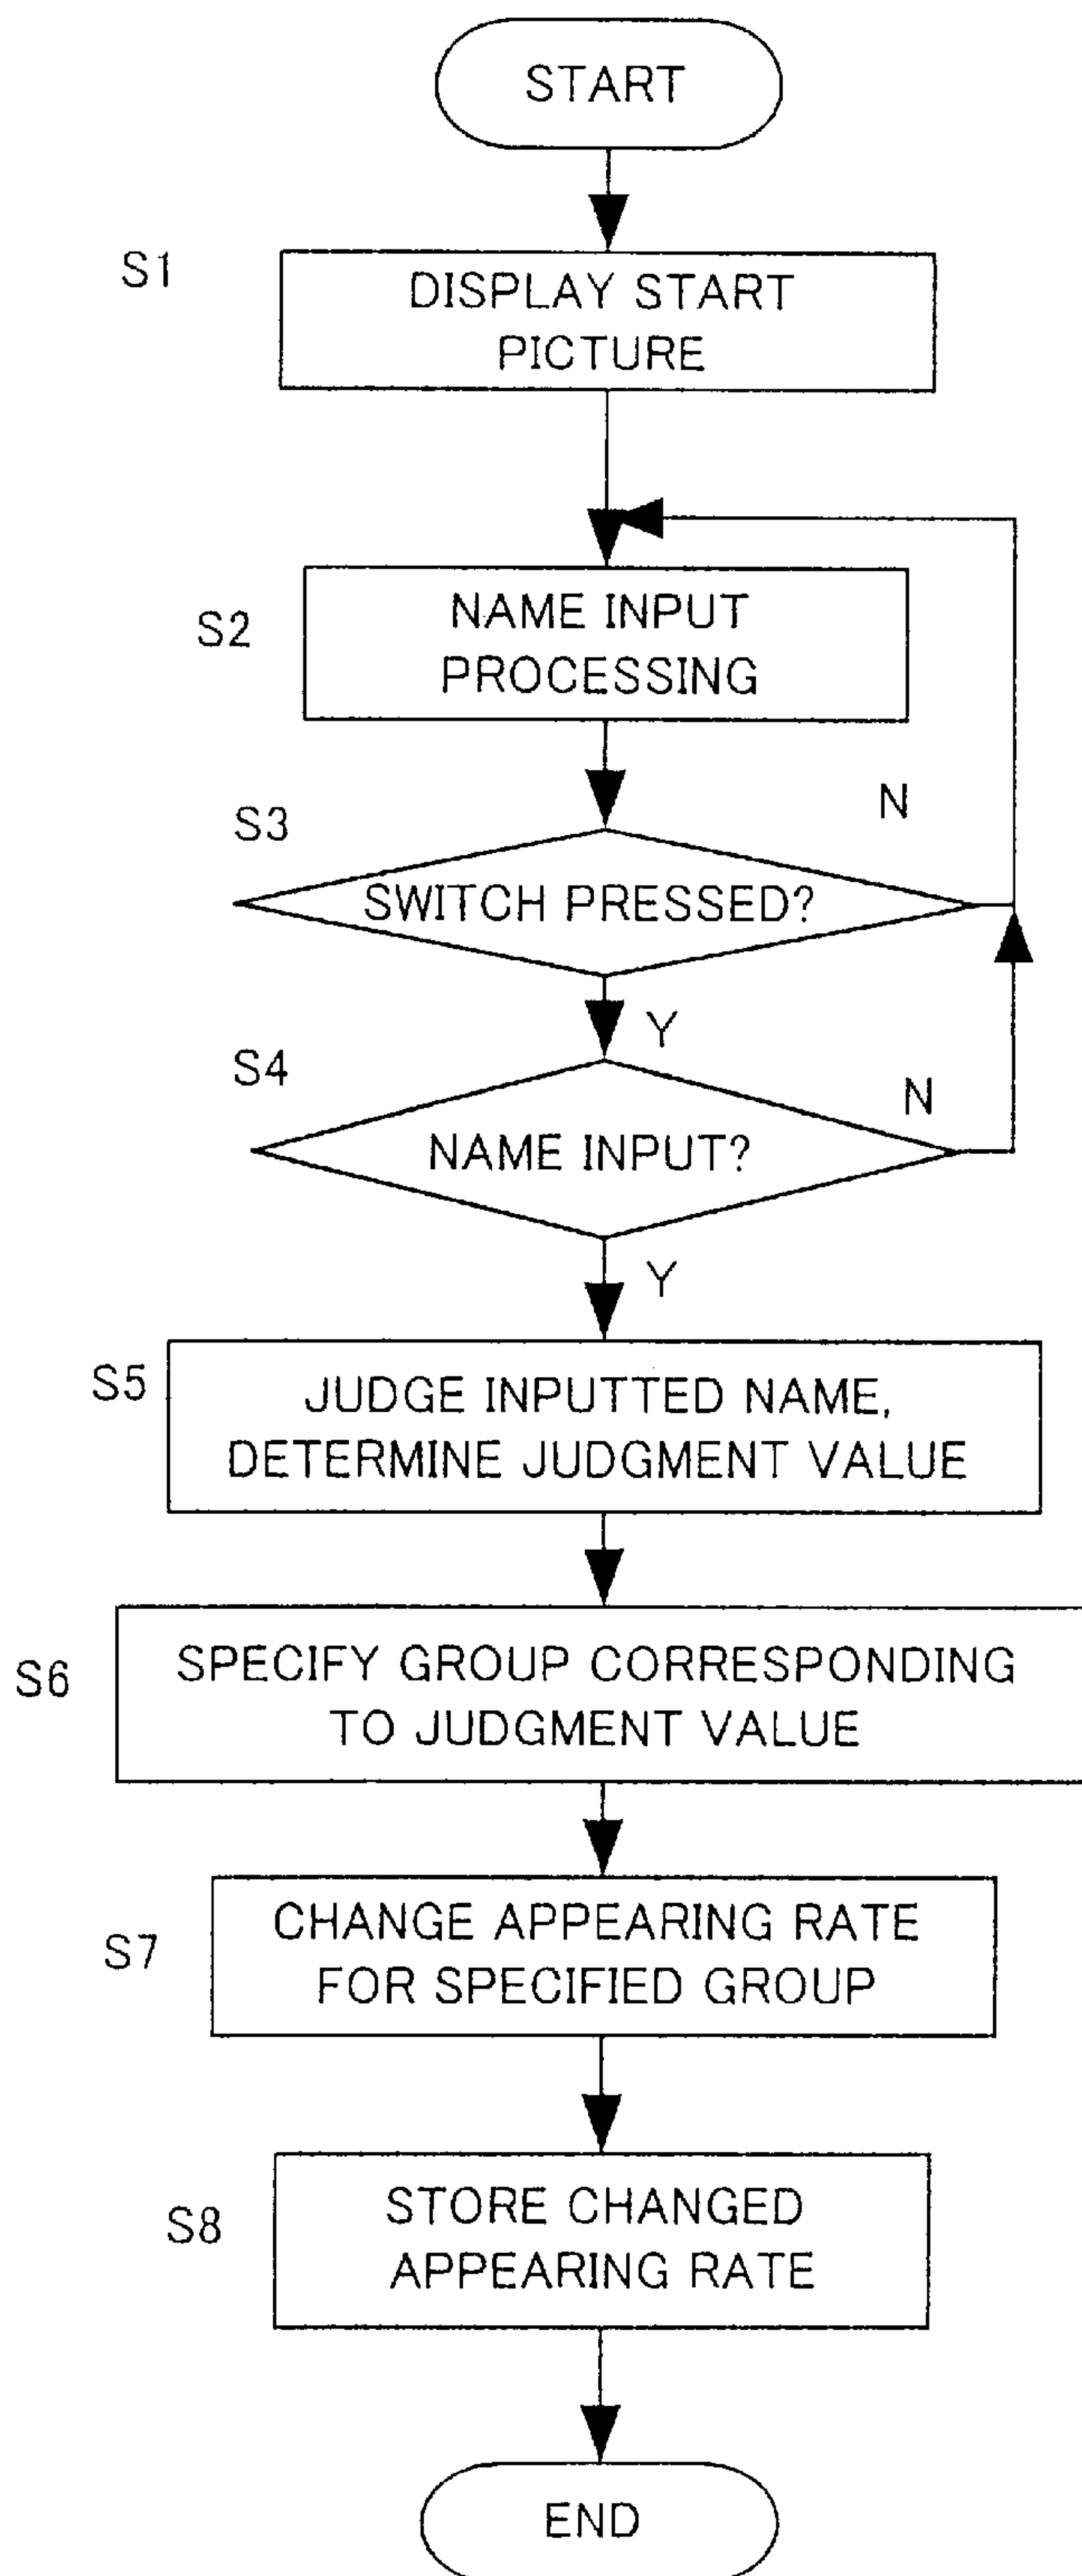 START
S1
DISPLAY START
PICTURE
S2
NAME INPUT
PROCESSING
N
S3
SWITCH PRESSED?
Y
S4
N
NAME INPUT?
Y
S5
JUDGE INPUTTED NAME,
DETERMINE JUDGMENT VALUE
S6
SPECIFY GROUP CORRESPONDING
TO JUDGMENT VALUE
S7
CHANGE APPEARING RATE
FOR SPECIFIED GROUP
S8
STORE CHANGED
APPEARING RATE
END